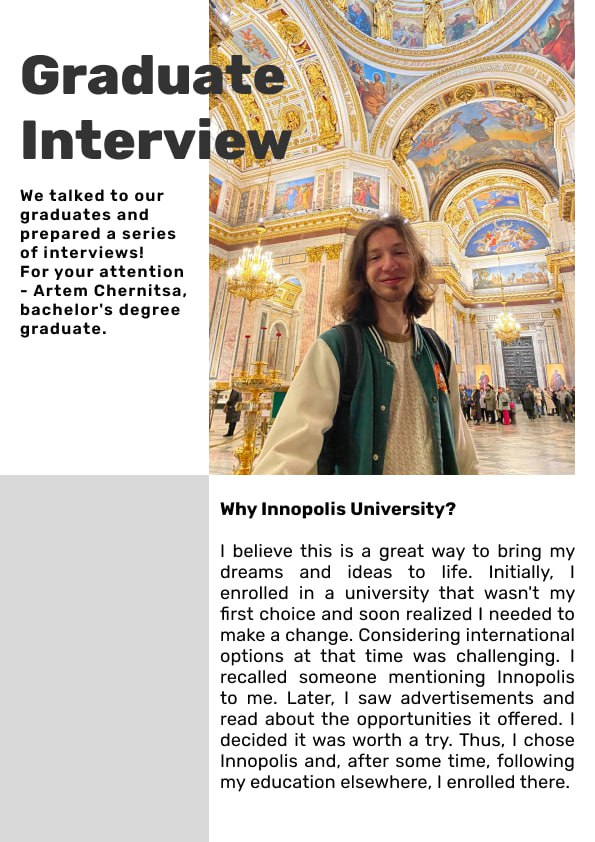 Graduate
Interview
We talked to our
graduates and
prepared a series
of interviews!
For your attention
- Artem Chernitsa,
bachelor's degree
graduate.
Why Innopolis University?
I believe this is a great way to bring my
dreams and ideas to life. Initially, I
enrolled in a university that wasn't my
first choice and soon realized I needed to
make a change. Considering international
options at that time was challenging. I
recalled someone mentioning Innopolis
to me. Later, I saw advertisements and
read about the opportunities it offered. I
decided it was worth a try. Thus, I chose
Innopolis and, after some time, following
my education elsewhere, I enrolled there.